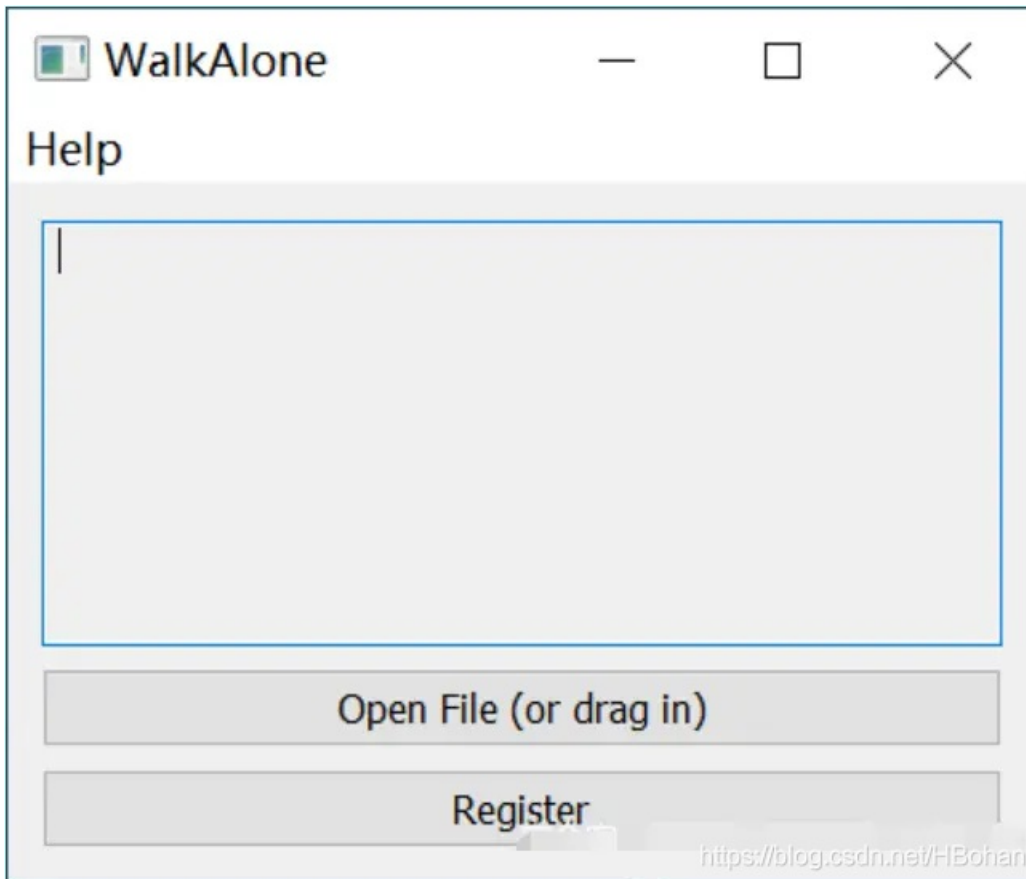 WalkAlone
Help
Open File (or drag in)
Register
https://blog.csdn.net/HBohan